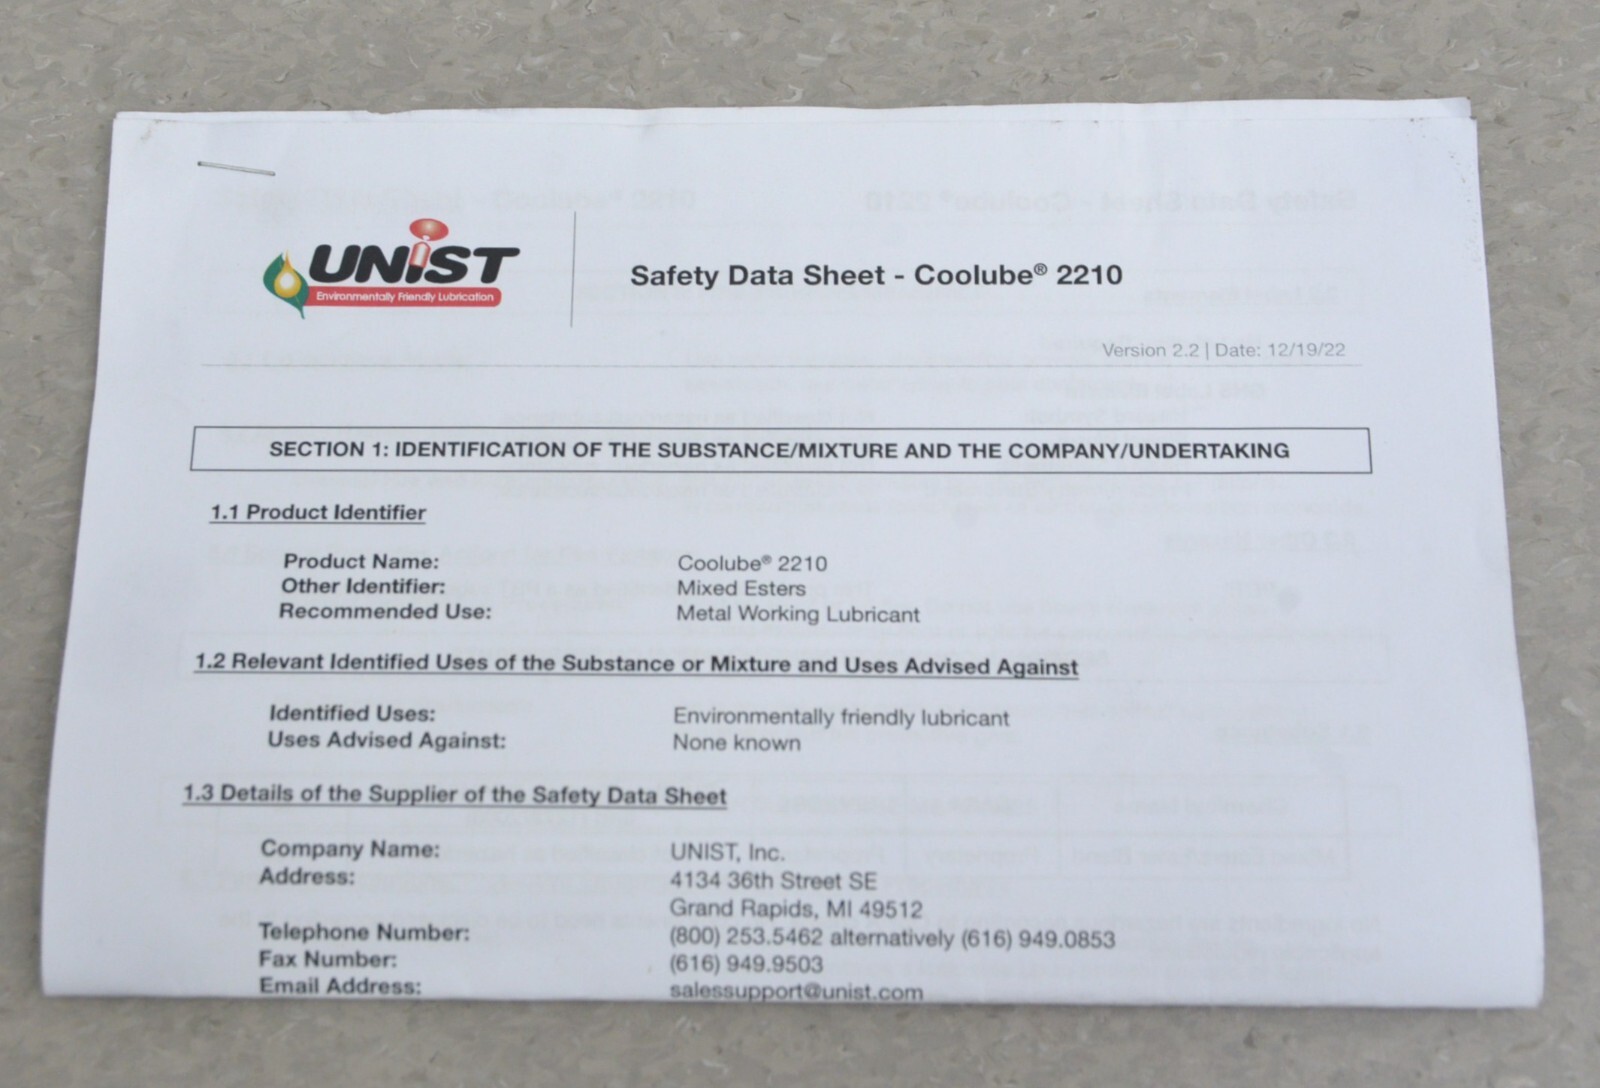 UNIST
Environmentally Friendly Lubrication
Safety Data Sheet - Coolube® 2210
Version 2.2 | Date: 12/19/22
SECTION 1: IDENTIFICATION OF THE SUBSTANCE/MIXTURE AND THE COMPANY/UNDERTAKING
1.1 Product Identifier
Product Name: Coolube® 2210
Other Identifier: Mixed Esters
Recommended Use: Metal Working Lubricant
1.2 Relevant Identified Uses of the Substance or Mixture and Uses Advised Against
Identified Uses: Environmentally friendly lubricant
Uses Advised Against: None known
1.3 Details of the Supplier of the Safety Data Sheet
Company Name: UNIST, Inc.
Address: 4134 36th Street SE
Grand Rapids, MI 49512
Telephone Number: (800) 253.5462 alternatively (616) 949.0853
Fax Number: (616) 949.9503
Email Address: salessupport@unist.com